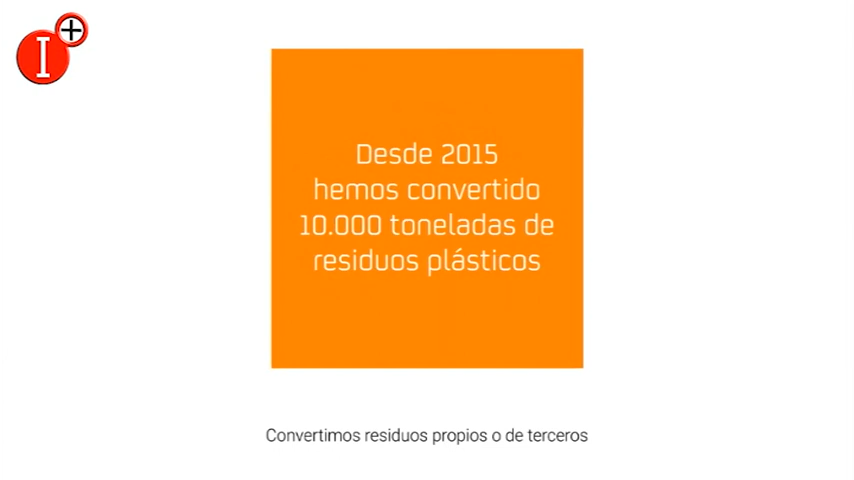 I+
Desde 2015
hemos convertido
10.000 toneladas de
residuos plásticos
Convertimos residuos propios o de terceros